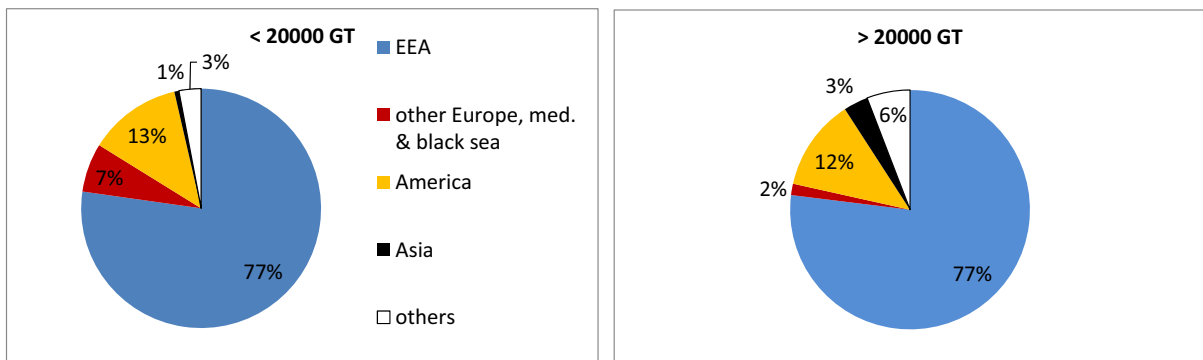 < 20000 GT
1%
3%
13%
7%
77%
EEA
other Europe, med.
& black sea
America
Asia
others
> 20000 GT
3%
6%
12%
2%
77%